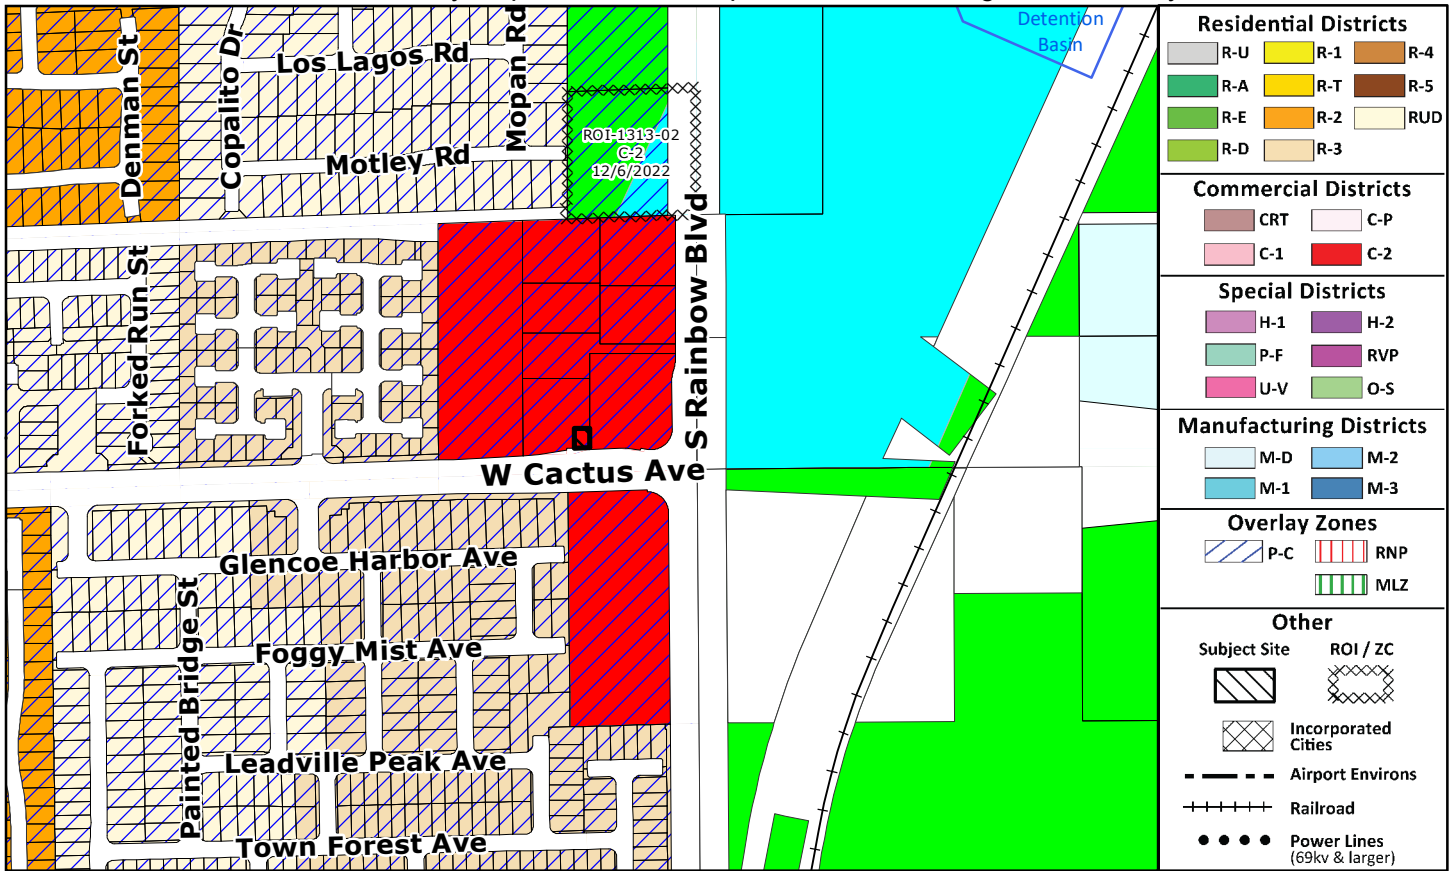 Detention
Basin
Denman St
Copalito Dr
Los Lagos Rd
Mopan Rd
Motley Rd
ROI-1313-02
C-2
12/6/2022
Forked Run St
S Rainbow Blvd
W Cactus Ave
Glencoe Harbor Ave
Painted Bridge St
Foggy Mist Ave
Leadville Peak Ave
Town Forest Ave
Residential Districts
R-U
R-1
R-4
R-A
R-T
R-5
R-E
R-2
RUD
R-D
R-3
Commercial Districts
CRT
C-P
C-1
C-2
Special Districts
H-1
H-2
P-F
RVP
U-V
O-S
Manufacturing Districts
M-D
M-2
M-1
M-3
Overlay Zones
P-C
RNP
MLZ
Other
Subject Site
ROI / ZC
Incorporated
Cities
Airport Environs
Railroad
Power Lines
(69kv & larger)